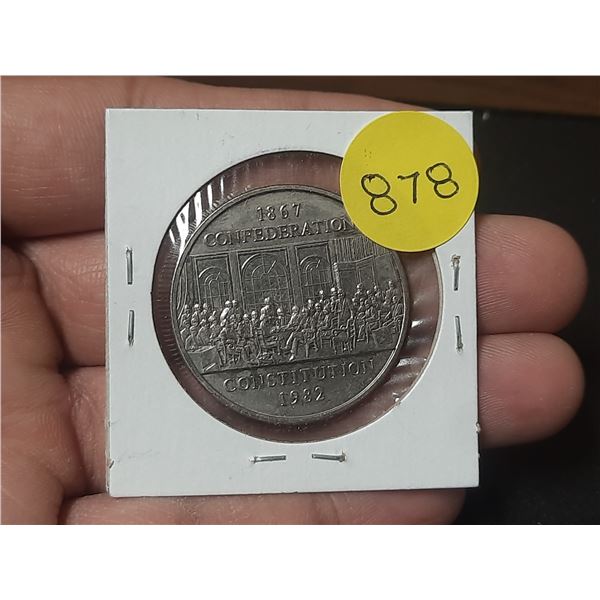 878
1867
CONFEDERATION
CONSTITUTION
1982